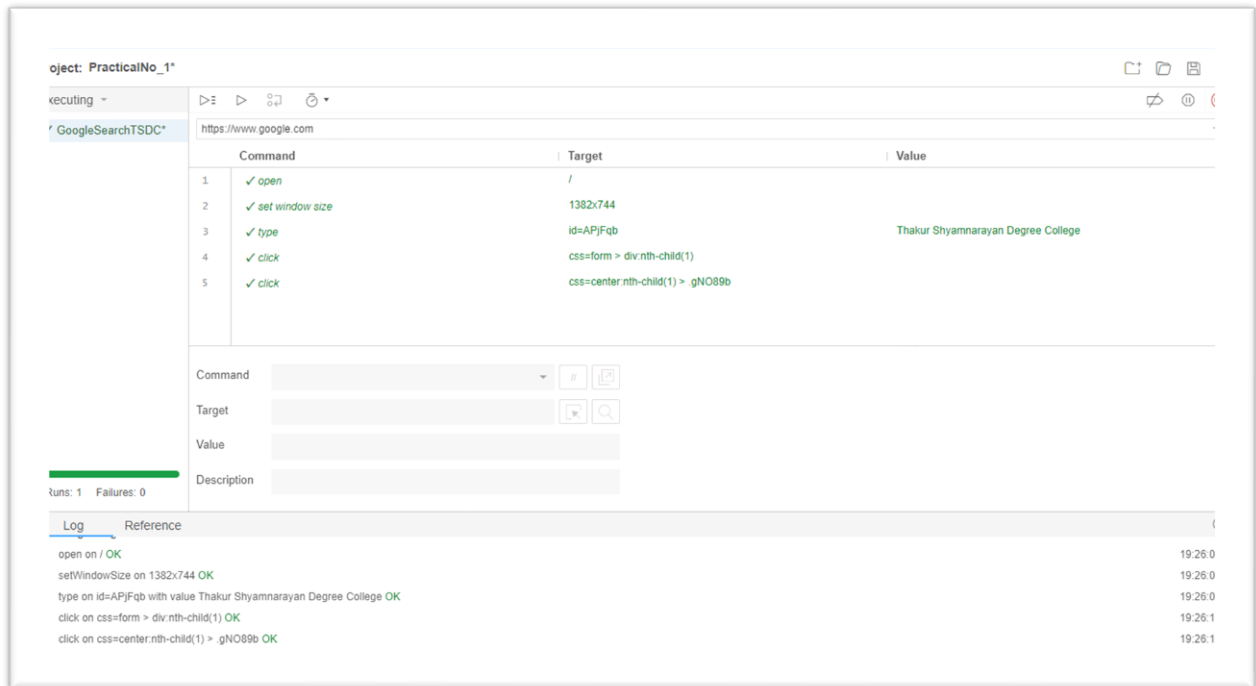 oject: PracticalNo_1*
xecuting
GoogleSearchTSDC*
https://www.google.com
Command Target Value
1 ✓ open /
2 ✓ set window size 1382x744
3 ✓ type id=APjFqb Thakur Shyamnarayan Degree College
4 ✓ click css=form > div:nth-child(1)
5 ✓ click css=center:nth-child(1) > .gNO89b
Command //
Target
Value
Description
Runs: 1 Failures: 0
Log Reference
open on / OK 19:26:0
setWindowSize on 1382x744 OK 19:26:0
type on id=APjFqb with value Thakur Shyamnarayan Degree College OK 19:26:0
click on css=form > div:nth-child(1) OK 19:26:1
click on css=center:nth-child(1) > .gNO89b OK 19:26:1